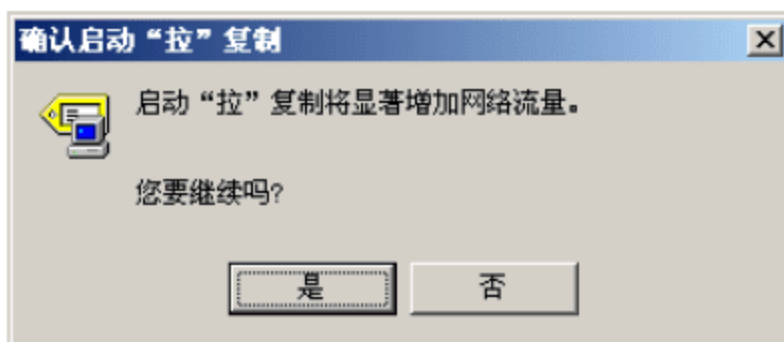 确认启动“拉”复制
启动“拉”复制将显著增加网络流量。
您要继续吗?
是
否